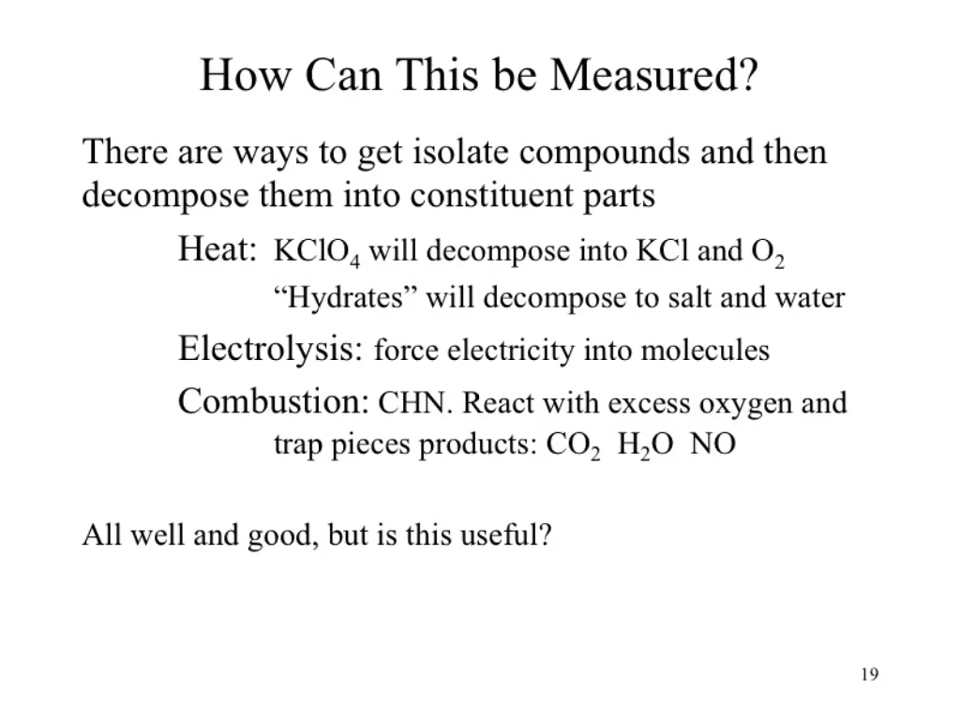 How Can This be Measured?
There are ways to get isolate compounds and then
decompose them into constituent parts
Heat: KClO₄ will decompose into KCl and O₂
“Hydrates” will decompose to salt and water
Electrolysis: force electricity into molecules
Combustion: CHN. React with excess oxygen and
trap pieces products: CO₂ H₂O NO
All well and good, but is this useful?
19